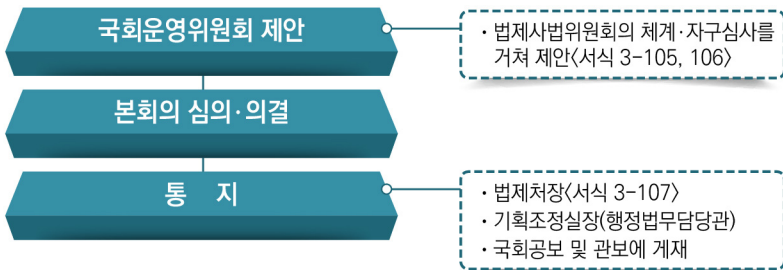 국회운영위원회 제안
· 법제사법위원회의 체계·자구심사를
거쳐 제안<서식 3-105, 106>
본회의 심의·의결
통 지
· 법제처장<서식 3-107>
· 기획조정실장(행정법무담당관)
· 국회공보 및 관보에 게재